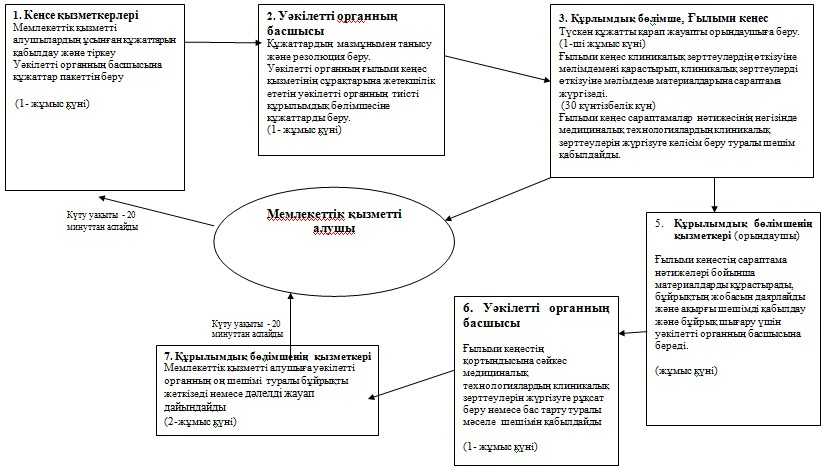 1. Кеңсе қызметкерлері
Мемлекеттік қызметті
алушылардың ұсынған құжаттарын
қабылдау және тіркеу
Уәкілетті органның басшысына
құжаттар пакеттін беру
(1- жұмыс күні)
2. Уәкілетті органның
басшысы
Құжаттардың мазмұнымен танысу
және резолюция беру.
Уәкілетті органның ғылыми кеңес
қызметінің сұрақтарына жетекшілік
ететін уәкілетті органның тиісті
құрылымдық бөлімшесіне
құжаттарды беру.
(1- жұмыс күні)
3. Құрлымдық бөлімше, Ғылыми кеңес
Түскен құжатты қарап жауапты орындаушыға беру.
(1-ші жұмыс күні)
Ғылыми кеңес клиникалық зерттеулердің өткізуіне
мәлімдемені қарастырып, клиникалық зерттеулерді
өткізуіне мәлімдеме материалдарына сараптама
жүргізеді.
(30 күнтізбелік күн)
Ғылыми кеңес сараптамалар нәтижесінің негізінде
медициналық технологиялардың клиникалық
зерттеулерін жүргізуге келісім беру туралы шешім
қабылдайды.
Күту уақыты - 20
минуттан аспайды
Мемлекеттік қызметті
алушы
5. Құрылымдық бөлімшенің
қызметкері (орындаушы)
Ғылыми кеңестің сараптама
нәтижелері бойынша
материалдарды құрастырады,
бұйрықтың жобасын даярлайды
және ақырғы шешімді қабылдау
және бұйрық шығару үшін
уәкілетті органның басшысына
береді.
(жұмыс күні)
6. Уәкілетті органның
басшысы
Ғылыми кеңестің
қортындысына сәйкес
медициналық
технологиялардың клиникалық
зерттеулерін жүргізуге рұқсат
беру немесе бас тарту туралы
мәселе шешімін қабылдайды
(1- жұмыс күні)
Күту уақыты - 20
минуттан аспайды
7. Құрылымдық бөлімшенің қызметкері
Мемлекеттік қызметті алушыға уәкілетті
органның оң шешімі туралы бұйрықты
жеткізеді немесе дәлелді жауап
дайындайды
(2-жұмыс күні)